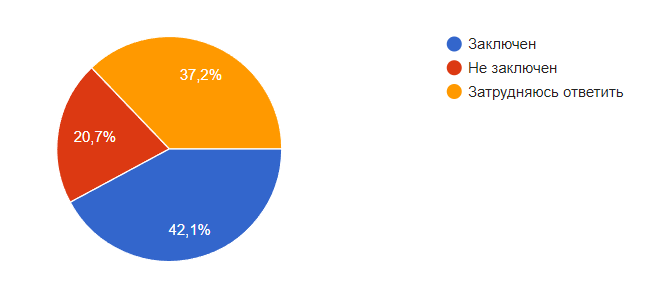 37,2%
20,7%
42,1%
Заключен
Не заключен
Затрудняюсь ответить